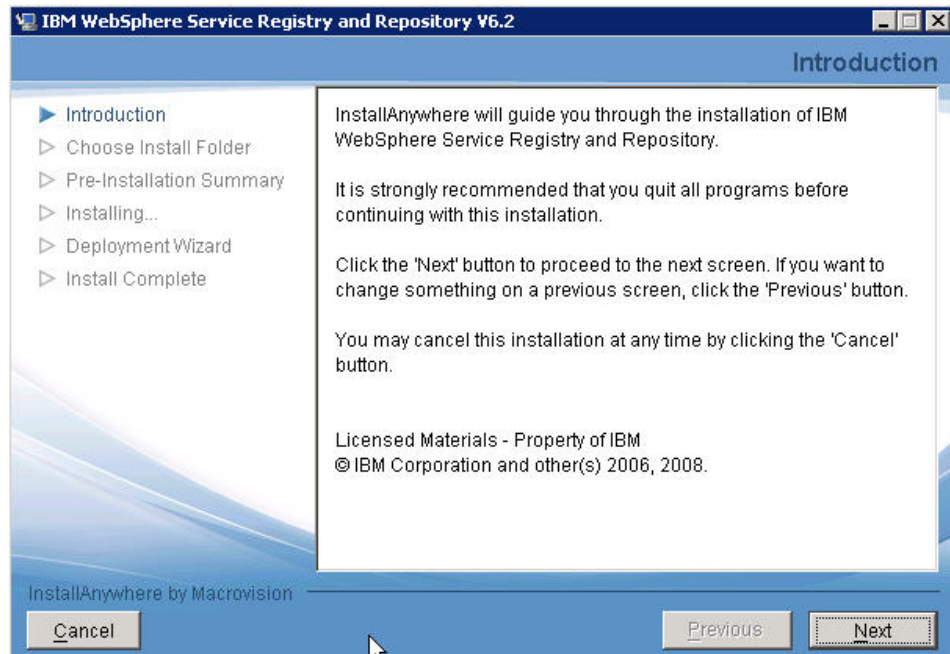 IBM WebSphere Service Registry and Repository V6.2
Introduction
Introduction
Choose Install Folder
Pre-Installation Summary
Installing...
Deployment Wizard
Install Complete
InstallAnywhere will guide you through the installation of IBM
WebSphere Service Registry and Repository.
It is strongly recommended that you quit all programs before
continuing with this installation.
Click the 'Next' button to proceed to the next screen. If you want to
change something on a previous screen, click the 'Previous' button.
You may cancel this installation at any time by clicking the 'Cancel'
button.
Licensed Materials - Property of IBM
© IBM Corporation and other(s) 2006, 2008.
InstallAnywhere by Macrovision
Cancel
Previous
Next